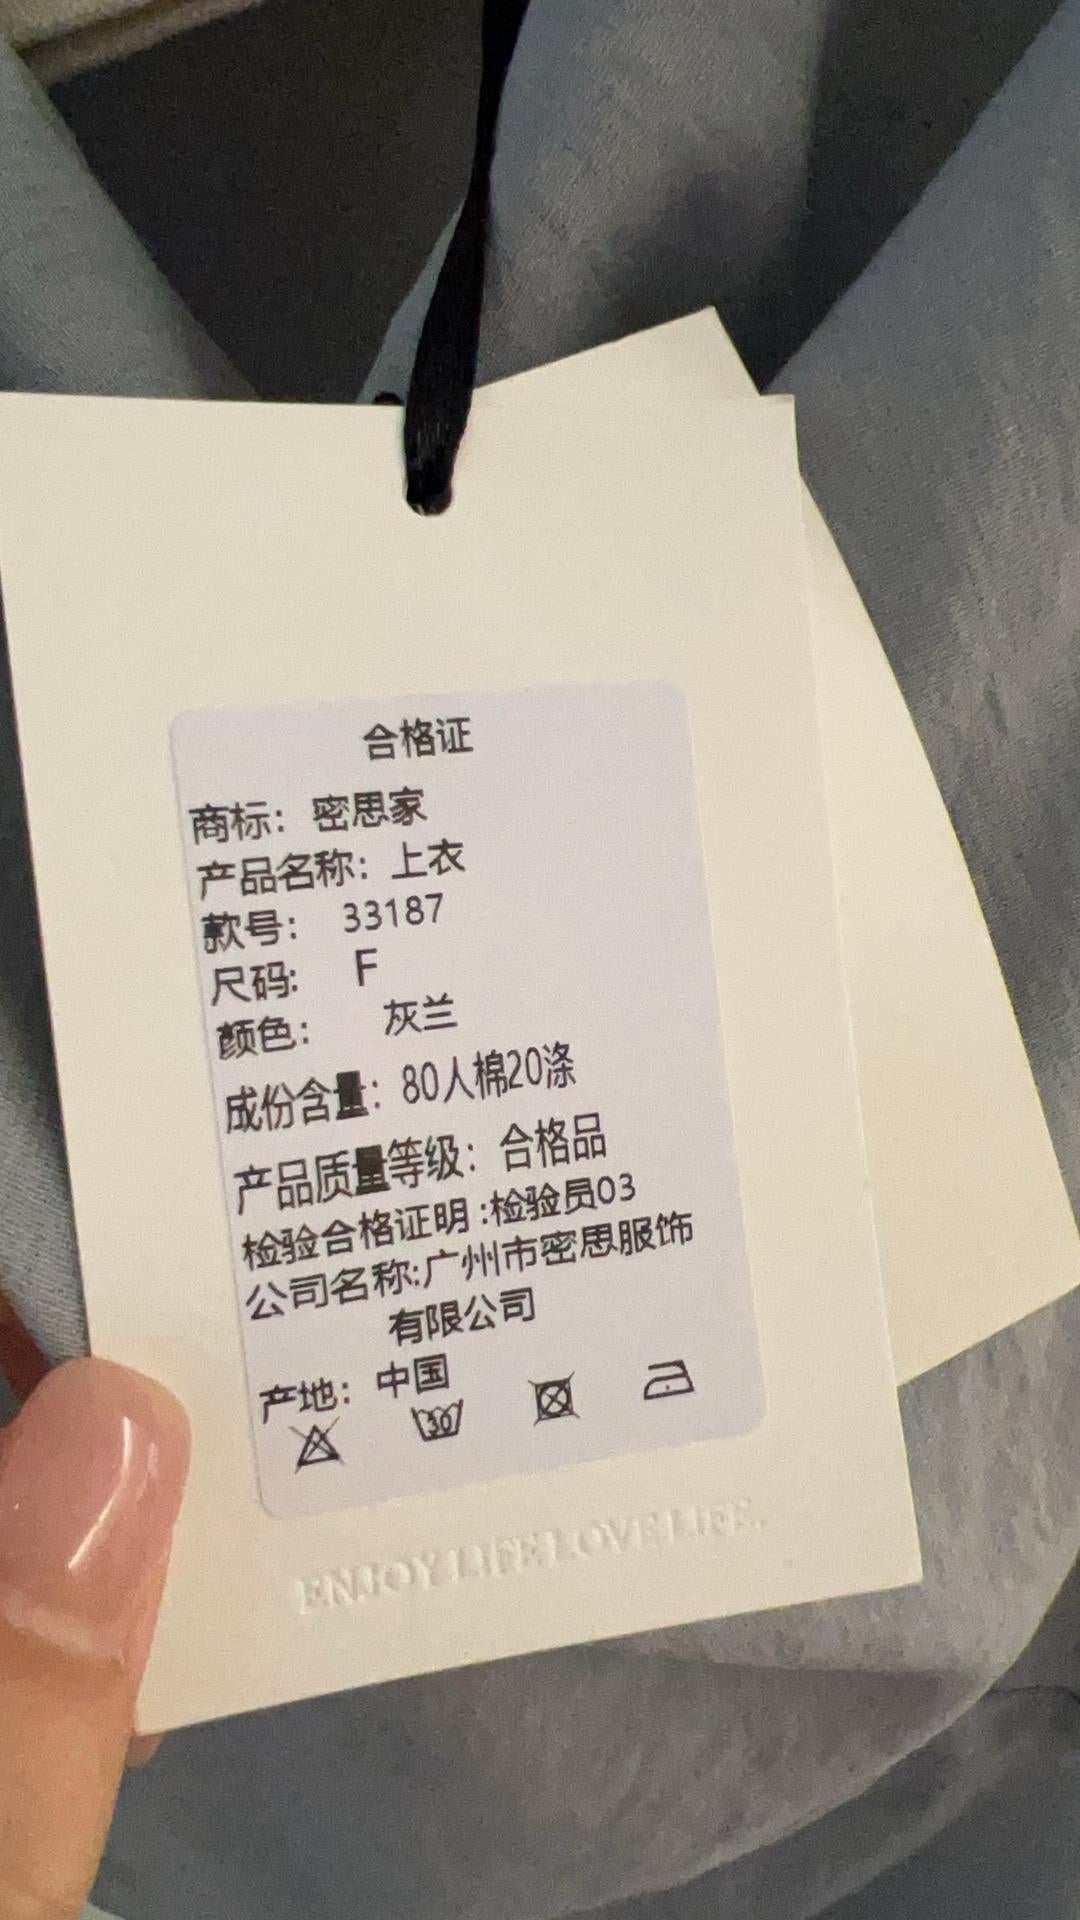 合格证
商标：密思家
产品名称：上衣
款号： 33187
尺码: F
颜色： 灰兰
成份含量：80人棉20涤
产品质量等级：合格品
检验合格证明:检验员03
公司名称:广州市密思服饰
有限公司
产地：中国
30
ENJOY LIFE LOVE LIFE.